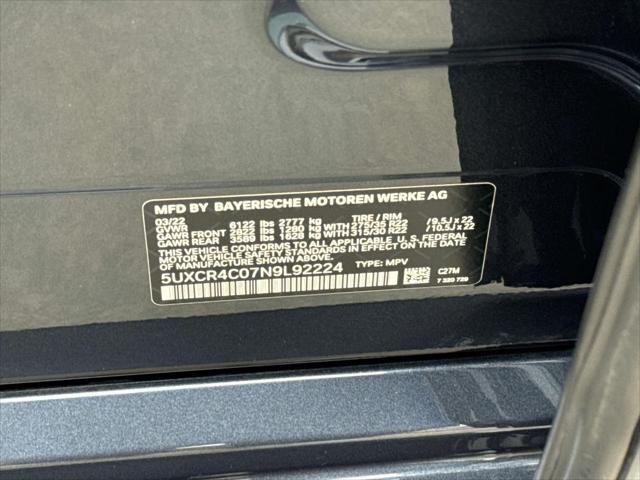 MFD BY BAYERISCHE MOTOREN WERKE AG
03/22 TIRE / RIM
GVWR 6122 lbs 2777 kg
GAWR FRONT 2822 lbs 1280 kg WITH 275/35 R22 / 9.5J x 22
GAWR REAR 3589 lbs 1628 kg WITH 315/30 R22 / 10.5J x 22
THIS VEHICLE CONFORMS TO ALL APPLICABLE U. S. FEDERAL
MOTOR VEHICLE SAFETY STANDARDS IN EFFECT ON THE DATE
OF MANUFACTURE SHOWN ABOVE.
5UXCR4C07N9L92224 TYPE: MPV
C27M
7 320 729